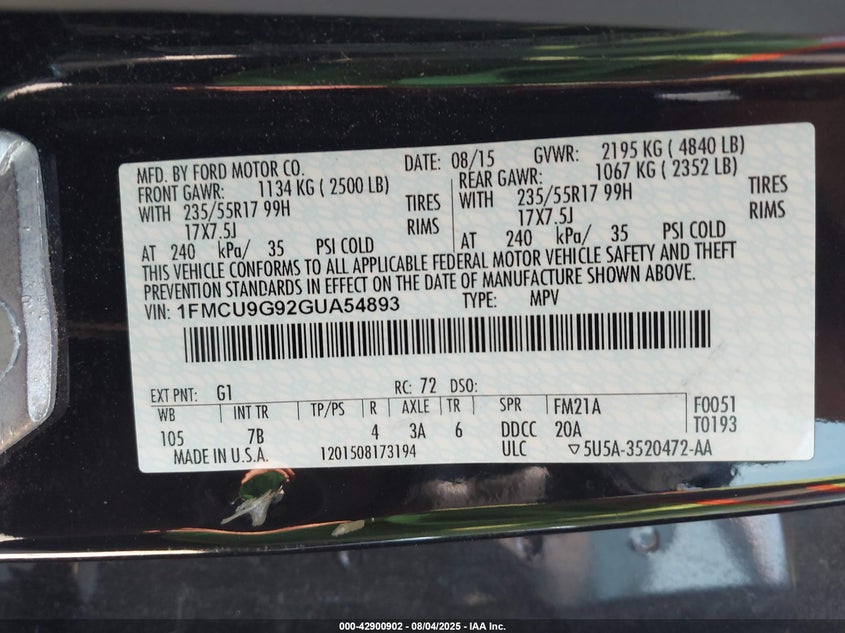 MFD. BY FORD MOTOR CO. DATE: 08/15 GVWR: 2195 KG ( 4840 LB)
FRONT GAWR: 1134 KG ( 2500 LB) REAR GAWR: 1067 KG ( 2352 LB)
WITH 235/55R17 99H TIRES WITH 235/55R17 99H TIRES
17X7.5J RIMS 17X7.5J RIMS
AT 240 kPa/ 35 PSI COLD AT 240 kPa/ 35 PSI COLD
THIS VEHICLE CONFORMS TO ALL APPLICABLE FEDERAL MOTOR VEHICLE SAFETY AND THEFT
PREVENTION STANDARDS IN EFFECT ON THE DATE OF MANUFACTURE SHOWN ABOVE.
VIN: 1FMCU9G92GUA54893 TYPE: MPV
EXT PNT: G1 RC: 72 DSO:
WB INT TR TP/PS R AXLE TR SPR FM21A F0051
105 7B 4 3A 6 DDCC 20A T0193
MADE IN U.S.A. 1201508173194 ULC ▽5U5A-3520472-AA
000-42900902 - 08/04/2025 - IAA Inc.